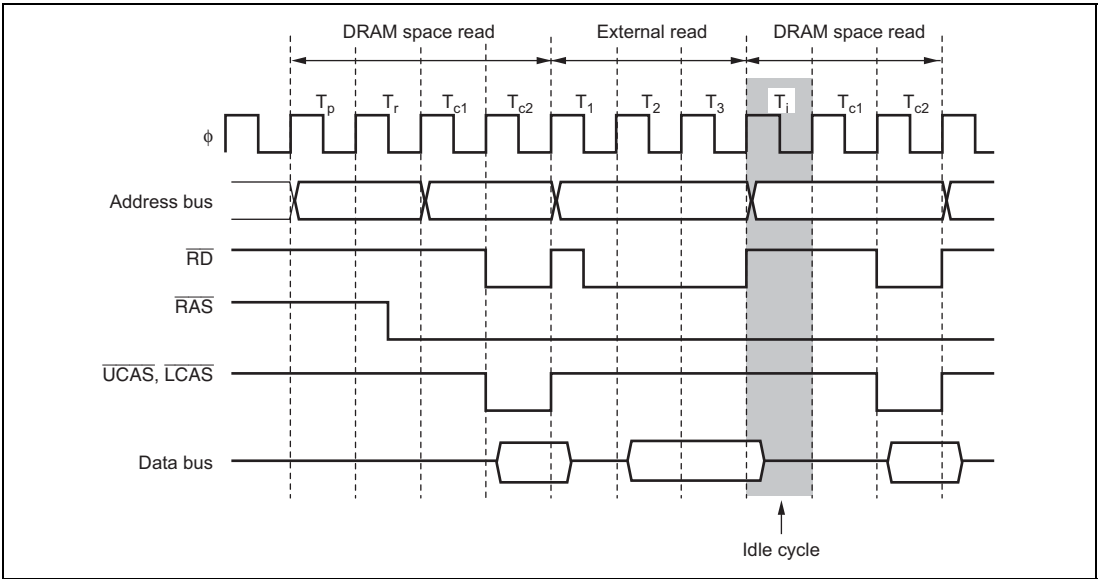 DRAM space read External read DRAM space read
Tp Tr Tc1 Tc2 T1 T2 T3 Ti Tc1 Tc2
ϕ
Address bus
RD
RAS
UCAS, LCAS
Data bus
Idle cycle